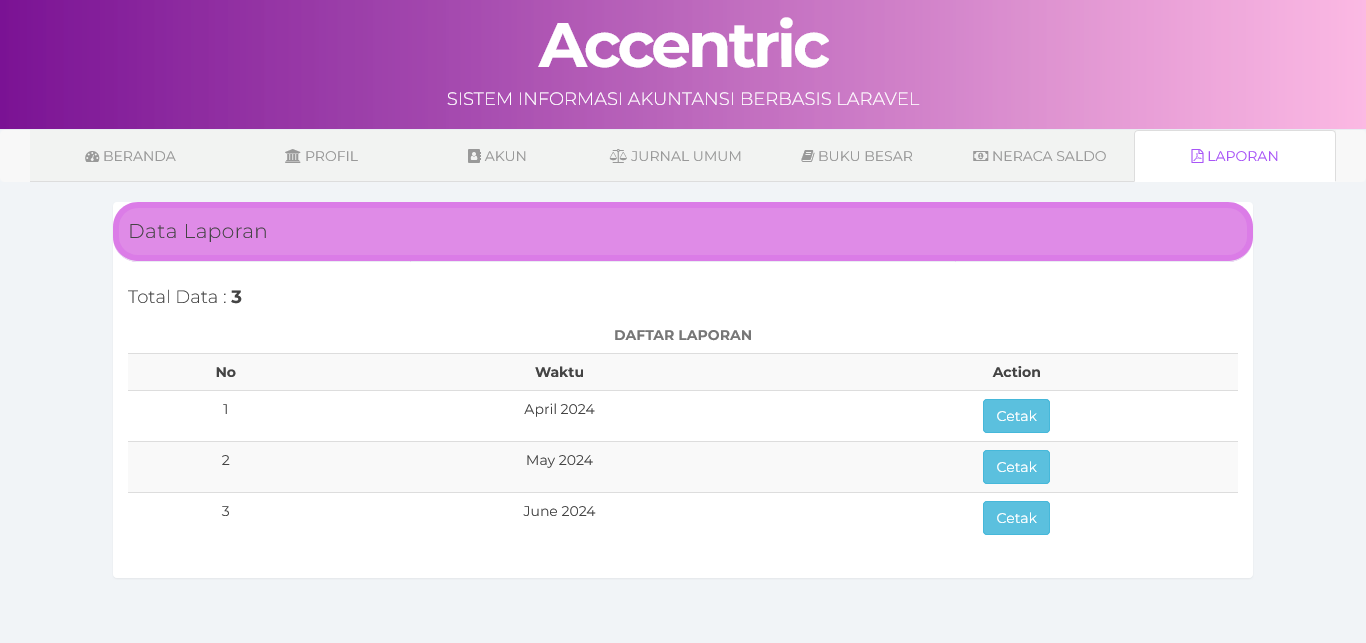 Accentric
SISTEM INFORMASI AKUNTANSI BERBASIS LARAVEL
BERANDA PROFIL AKUN JURNAL UMUM BUKU BESAR NERACA SALDO LAPORAN
Data Laporan
Total Data : 3
DAFTAR LAPORAN
No Waktu Action
1 April 2024 Cetak
2 May 2024 Cetak
3 June 2024 Cetak